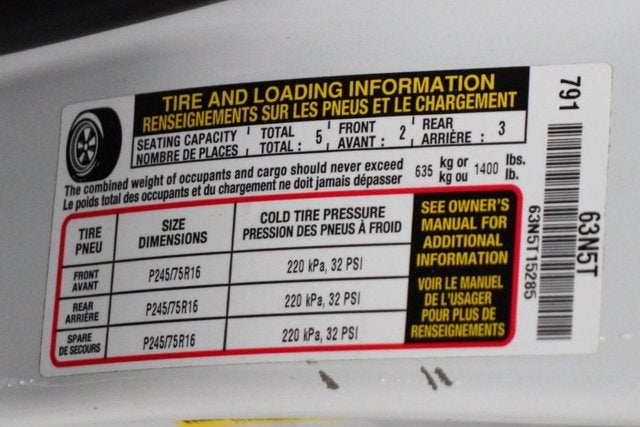 TIRE AND LOADING INFORMATION
RENSEIGNEMENTS SUR LES PNEUS ET LE CHARGEMENT
SEATING CAPACITY TOTAL FRONT REAR
NOMBRE DE PLACES TOTAL : 5 AVANT : 2 ARRIÈRE : 3
The combined weight of occupants and cargo should never exceed 635 kg or 1400 lbs.
Le poids total des occupants et du chargement ne doit jamais dépasser kg ou lb.
TIRE SIZE COLD TIRE PRESSURE
PNEU DIMENSIONS PRESSION DES PNEUS À FROID
FRONT
AVANT P245/75R16 220 kPa, 32 PSI
REAR
ARRIÈRE P245/75R16 220 kPa, 32 PSI
SPARE
DE SECOURS P245/75R16 220 kPa, 32 PSI
SEE OWNER'S
MANUAL FOR
ADDITIONAL
INFORMATION
VOIR LE MANUEL
DE L'USAGER
POUR PLUS DE
RENSEIGNEMENTS
791
63N5T15285
63N5T